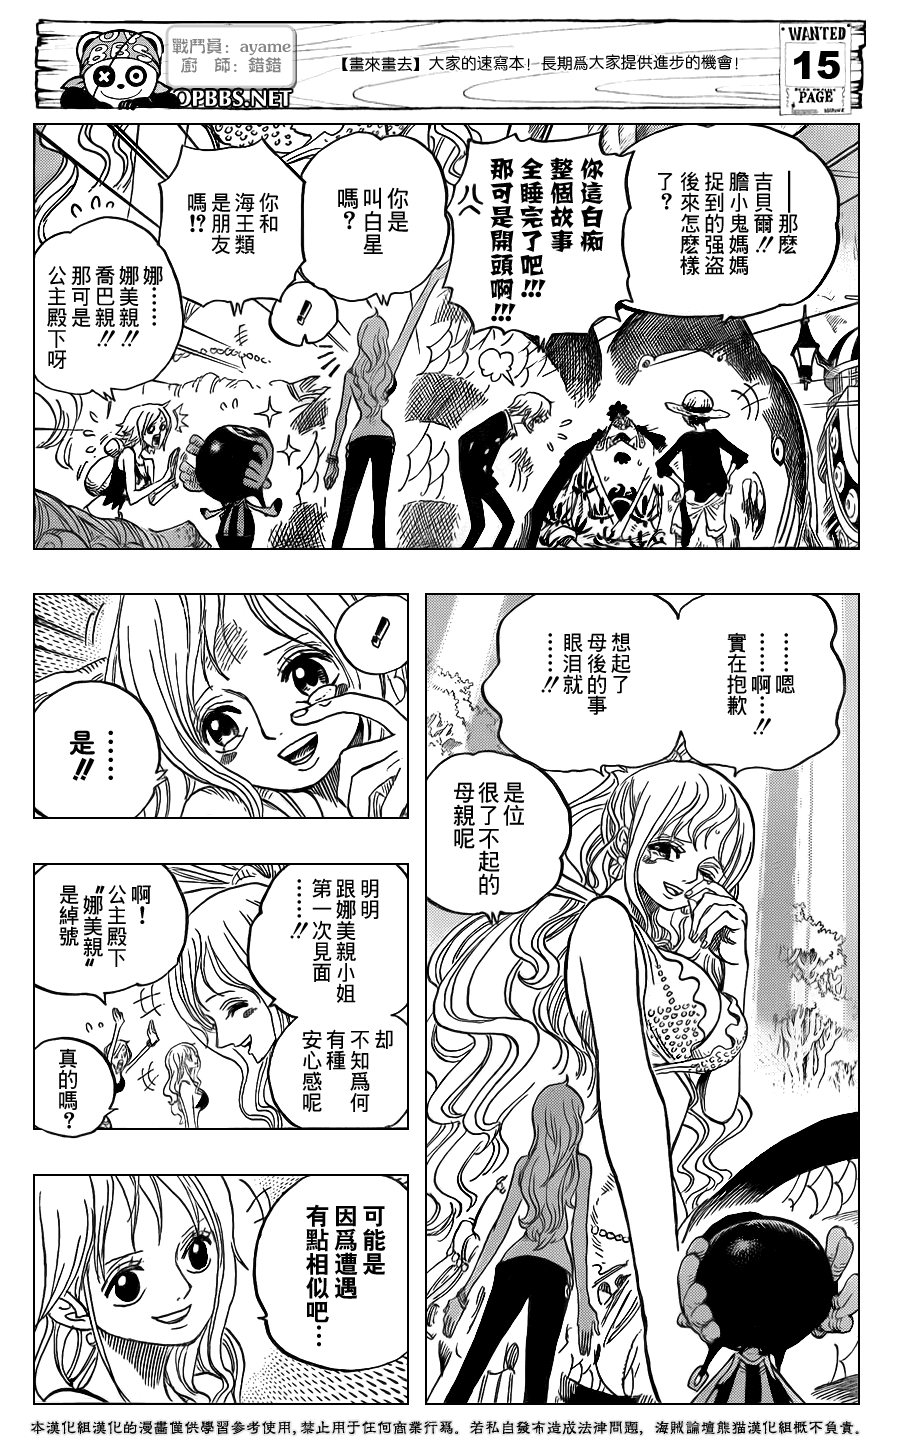 戰鬥員：ayame
廚　師：錯錯
OPBBS.NET
【畫來畫去】大家的速寫本！長期爲大家提供進步的機會！
WANTED
15
PAGE
——那麽
吉貝爾!!
膽小鬼媽媽
捉到的强盗
後來怎麽樣
了？
你這白痴
整個故事
全睡完了吧!!!
那可是開頭啊!!!
你是
叫白星
嗎？
!
你和
海王類
是朋友
嗎!?
娜……
娜美親!!
喬巴親!!
那可是
公主殿下呀
……嗯
……啊…!!
實在抱歉
想起了
母後的事
眼泪就
……!!
是位
很了不起的
母親呢
!
……
是!!
明明
跟娜美親小姐
第一次見面
……!!
却
不知爲何
有種
安心感呢
啊！
公主殿下
“娜美親”
是綽號
真的嗎？
可能是
因爲遭遇
有點相似吧…
本漢化組漢化的漫畫僅供學習參考使用,禁止用于任何商業行爲。若私自發布造成法律問題，海賊論壇熊猫漢化組概不負責。